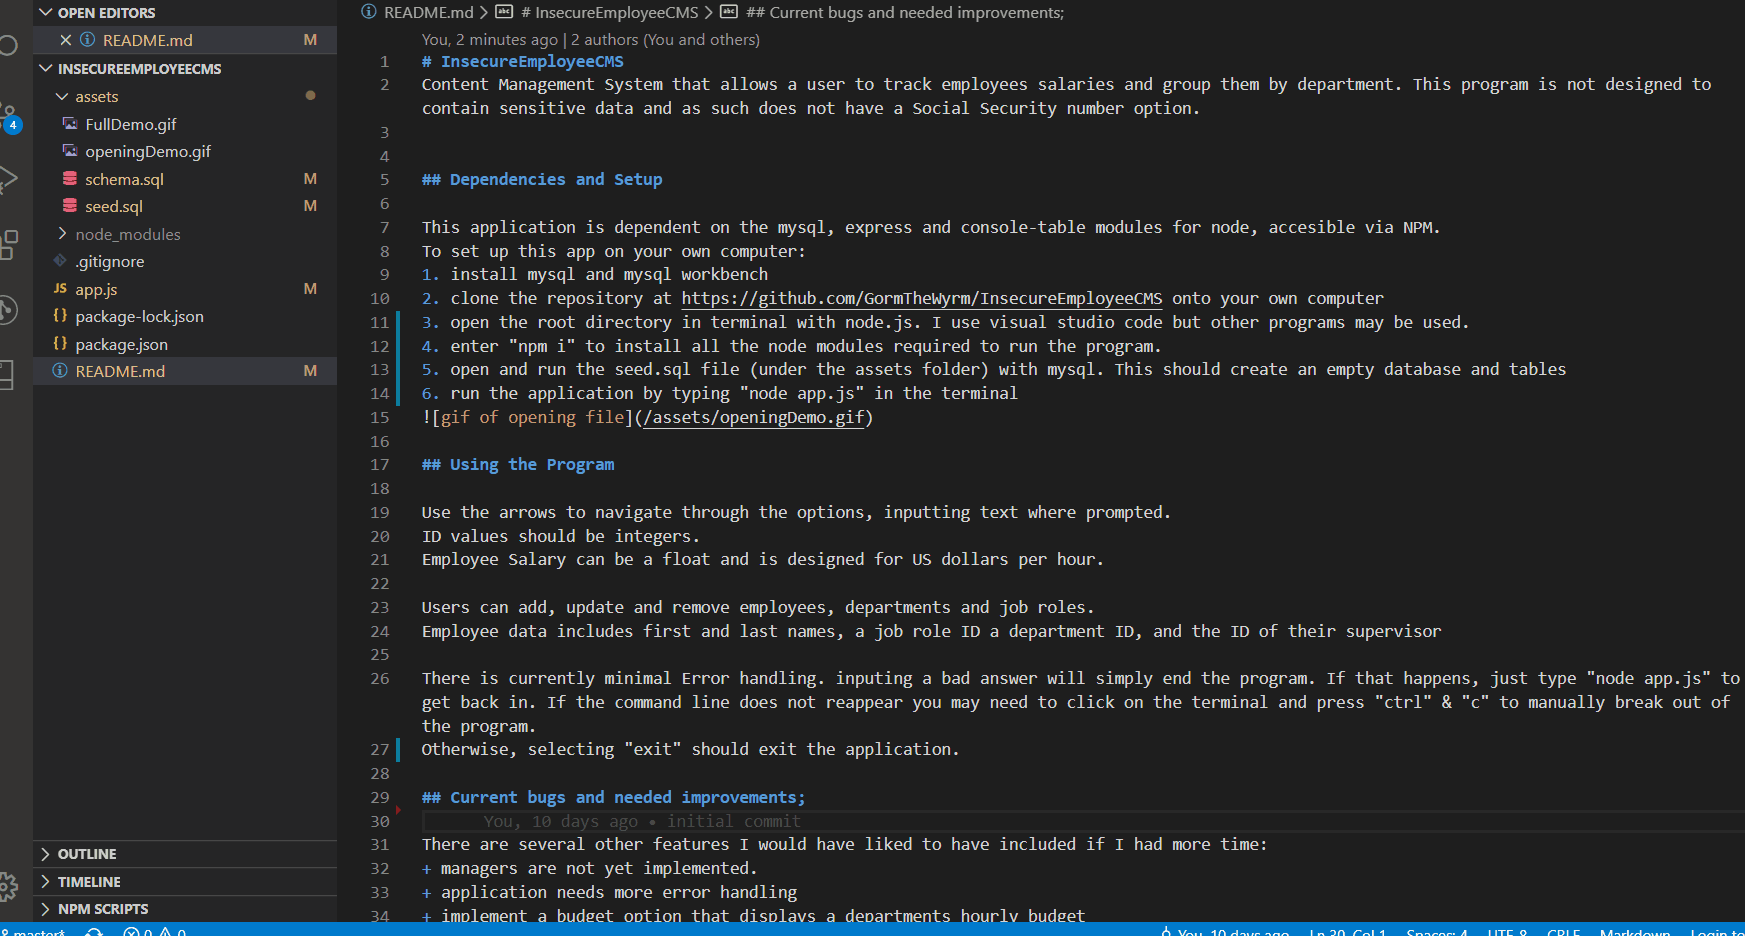 OPEN EDITORS
README.md M
INSECUREEMPLOYEECMS
assets
FullDemo.gif
openingDemo.gif
schema.sql M
seed.sql M
node_modules
.gitignore
JS app.js M
{} package-lock.json
{} package.json
README.md M
OUTLINE
TIMELINE
NPM SCRIPTS
4
README.md > # InsecureEmployeeCMS > ## Current bugs and needed improvements;
You, 2 minutes ago | 2 authors (You and others)
1 # InsecureEmployeeCMS
2 Content Management System that allows a user to track employees salaries and group them by department. This program is not designed to
contain sensitive data and as such does not have a Social Security number option.
3
4
5 ## Dependencies and Setup
6
7 This application is dependent on the mysql, express and console-table modules for node, accesible via NPM.
8 To set up this app on your own computer:
9 1. install mysql and mysql workbench
10 2. clone the repository at https://github.com/GormTheWyrm/InsecureEmployeeCMS onto your own computer
11 3. open the root directory in terminal with node.js. I use visual studio code but other programs may be used.
12 4. enter "npm i" to install all the node modules required to run the program.
13 5. open and run the seed.sql file (under the assets folder) with mysql. This should create an empty database and tables
14 6. run the application by typing "node app.js" in the terminal
15 ![gif of opening file](/assets/openingDemo.gif)
16
17 ## Using the Program
18
19 Use the arrows to navigate through the options, inputting text where prompted.
20 ID values should be integers.
21 Employee Salary can be a float and is designed for US dollars per hour.
22
23 Users can add, update and remove employees, departments and job roles.
24 Employee data includes first and last names, a job role ID a department ID, and the ID of their supervisor
25
26 There is currently minimal Error handling. inputing a bad answer will simply end the program. If that happens, just type "node app.js" to
get back in. If the command line does not reappear you may need to click on the terminal and press "ctrl" & "c" to manually break out of
the program.
27 Otherwise, selecting "exit" should exit the application.
28
29 ## Current bugs and needed improvements;
30 You, 10 days ago • initial commit
31 There are several other features I would have liked to have included if I had more time:
32 + managers are not yet implemented.
33 + application needs more error handling
34 + implement a budget option that displays a departments hourly budget
master* 0 0 You, 10 days ago Ln 30, Col 1 Spaces: 4 UTF-8 CRLF Markdown Login to